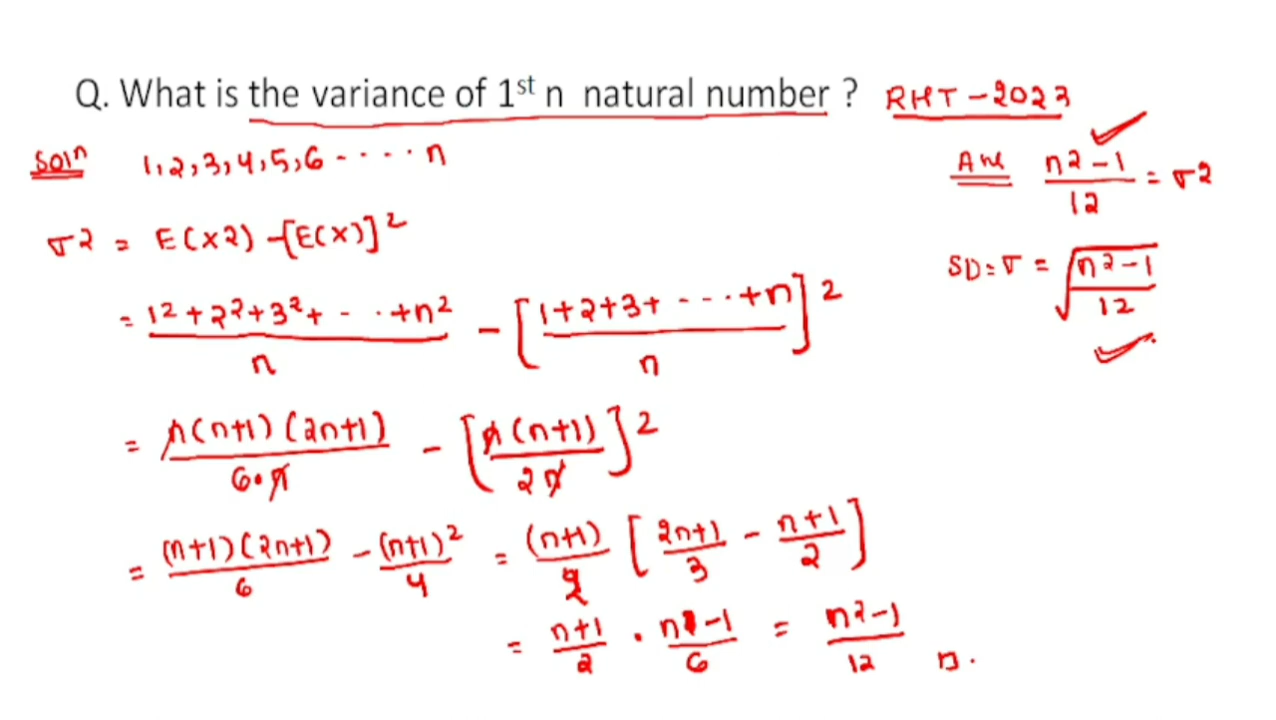 Q. What is the variance of 1st n natural number ? RHT-2023
Soln 1,2,3,4,5,6 ----- n
Ans n²-1/12 = σ²
σ² = E(x²) - [E(x)]²
SD = σ = √(n²-1/12)
= 1²+2²+3²+ - - · +n²/n - [1+2+3+ - - - +n/n]²
= n(n+1)(2n+1)/6·n - [n(n+1)/2n]²
= (n+1)(2n+1)/6 - (n+1)²/4 = (n+1)/2 [2n+1/3 - n+1/2]
= n+1/2 · n-1/6 = n²-1/12